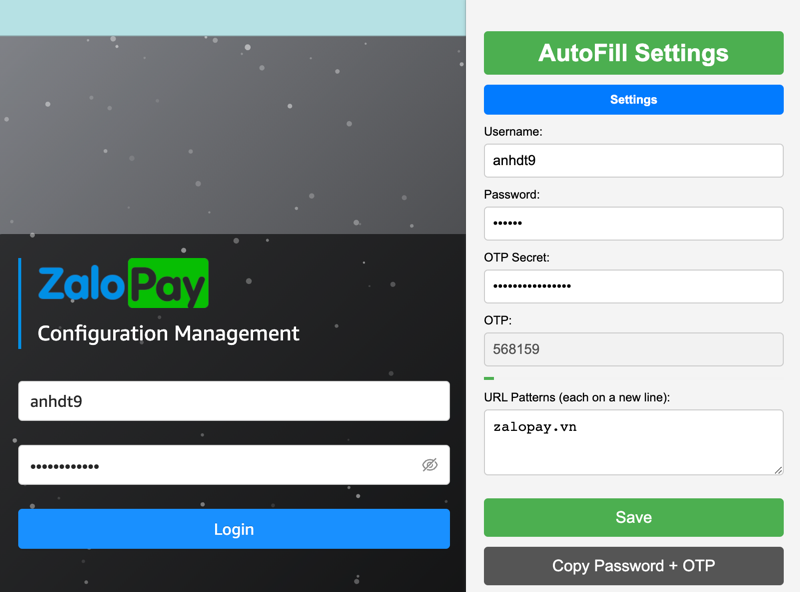 ZaloPay
Configuration Management
anhdt9
••••••••••••
Login
AutoFill Settings
Settings
Username:
anhdt9
Password:
••••••
OTP Secret:
••••••••••••••••
OTP:
568159
URL Patterns (each on a new line):
zalopay.vn
Save
Copy Password + OTP